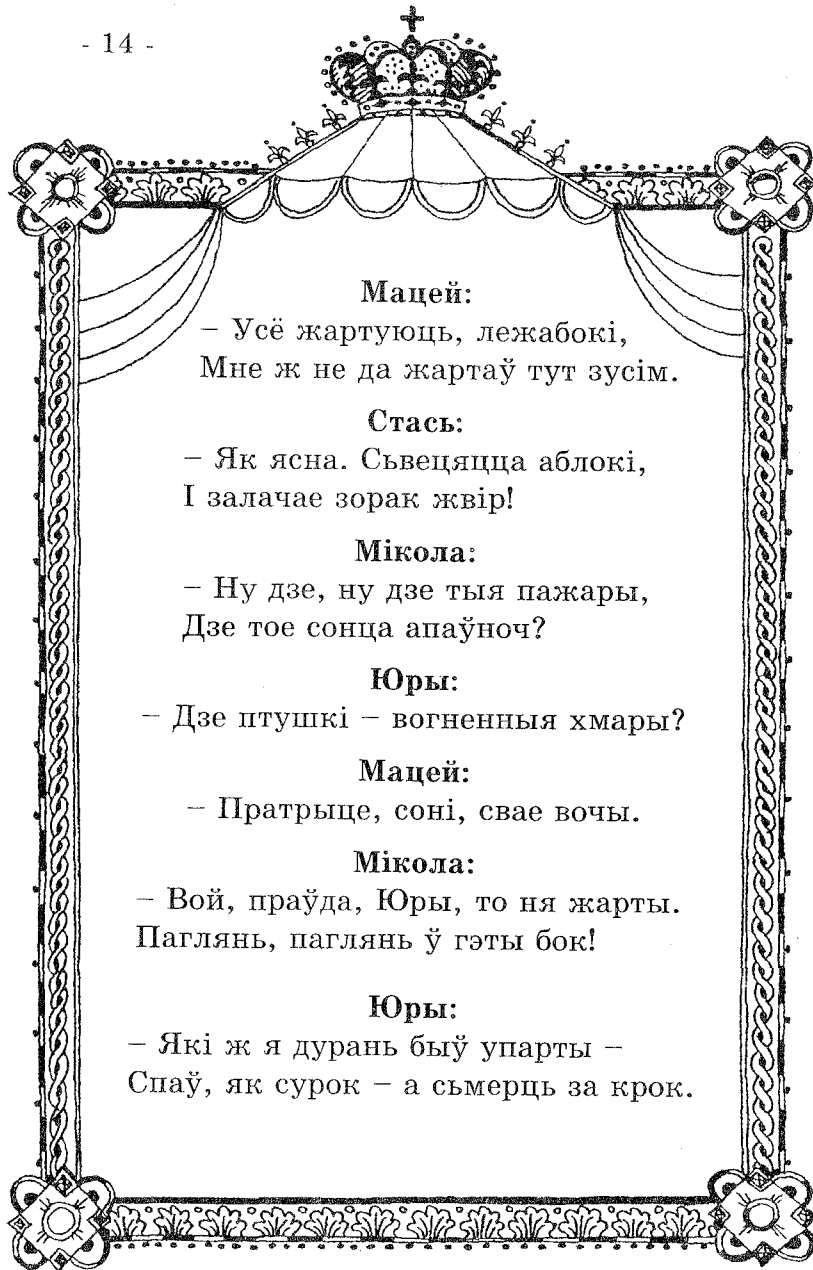 - 14 -
Мацей:
– Усё жартуюць, лежабокі,
Мне ж не да жартаў тут зусім.
Стась:
– Як ясна. Сьвецяцца аблокі,
І залачае зорак жвір!
Мікола:
– Ну дзе, ну дзе тыя пажары,
Дзе тое сонца апаўноч?
Юры:
– Дзе птушкі – вогненныя хмары?
Мацей:
– Пратрыце, соні, свае вочы.
Мікола:
– Вой, праўда, Юры, то ня жарты.
Паглянь, паглянь ў гэты бок!
Юры:
– Які ж я дурань быў упарты –
Спаў, як сурок – а сьмерць за крок.